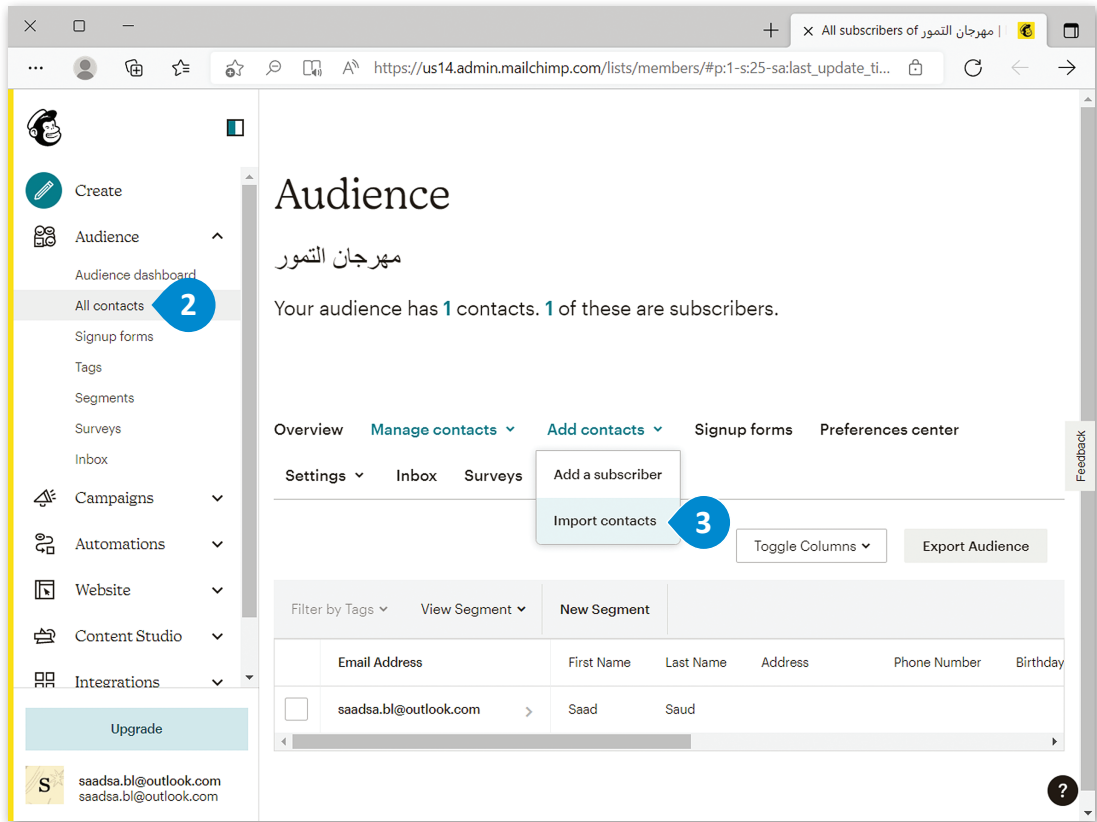 All subscribers of مهرجان التمور |
https://us14.admin.mailchimp.com/lists/members/#p:1-s:25-sa:last_update_ti...
Create
Audience
Audience dashboard
All contacts
2
Signup forms
Tags
Segments
Surveys
Inbox
Campaigns
Automations
Website
Content Studio
Integrations
Upgrade
S
saadsa.bl@outlook.com
saadsa.bl@outlook.com
Audience
مهرجان التمور
Your audience has 1 contacts. 1 of these are subscribers.
Overview Manage contacts Add contacts Signup forms Preferences center
Settings Inbox Surveys
Add a subscriber
Import contacts
3
Toggle Columns Export Audience
Filter by Tags View Segment New Segment
Email Address First Name Last Name Address Phone Number Birthday
saadsa.bl@outlook.com Saad Saud
Feedback
?